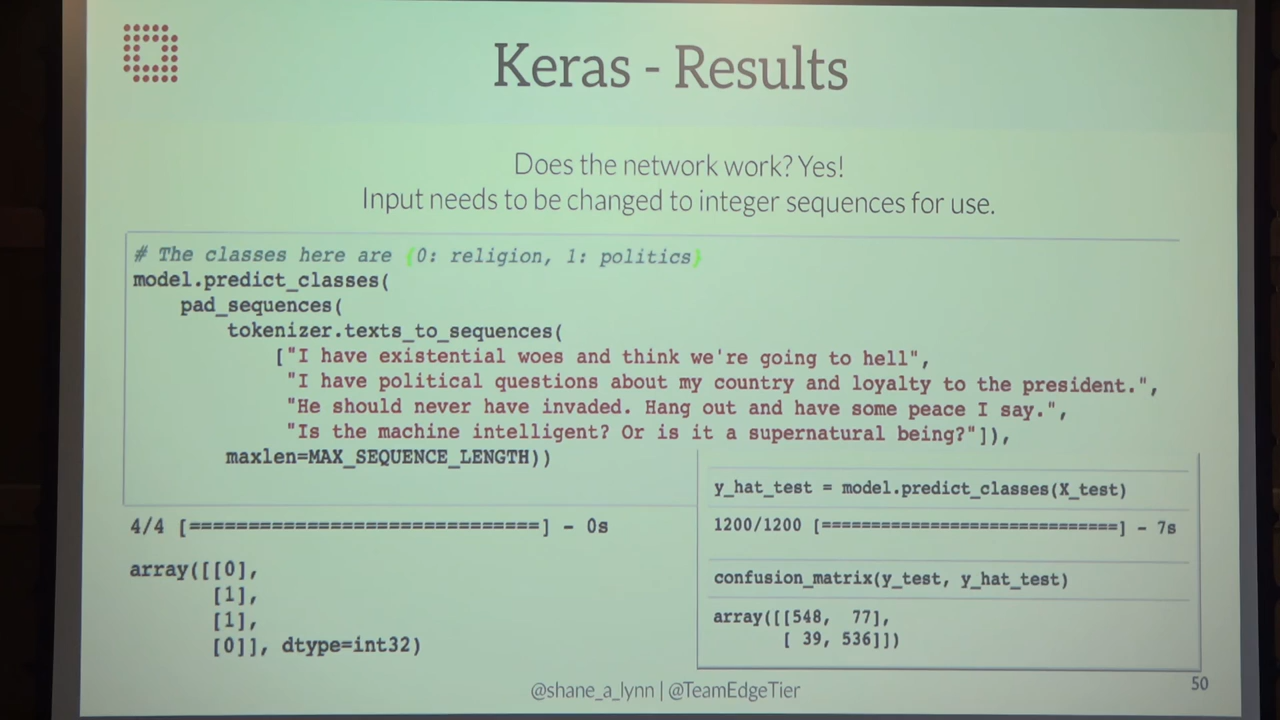 Keras - Results
Does the network work? Yes!
Input needs to be changed to integer sequences for use.
# The classes here are (0: religion, 1: politics)
model.predict_classes(
pad_sequences(
tokenizer.texts_to_sequences(
["I have existential woes and think we're going to hell",
"I have political questions about my country and loyalty to the president.",
"He should never have invaded. Hang out and have some peace I say.",
"Is the machine intelligent? Or is it a supernatural being?"]),
maxlen=MAX_SEQUENCE_LENGTH))
4/4 [==============================] - 0s
array([[0],
[1],
[1],
[0]], dtype=int32)
y_hat_test = model.predict_classes(X_test)
1200/1200 [==============================] - 7s
confusion_matrix(y_test, y_hat_test)
array([[548, 77],
[ 39, 536]])
@shane_a_lynn | @TeamEdgeTier
50